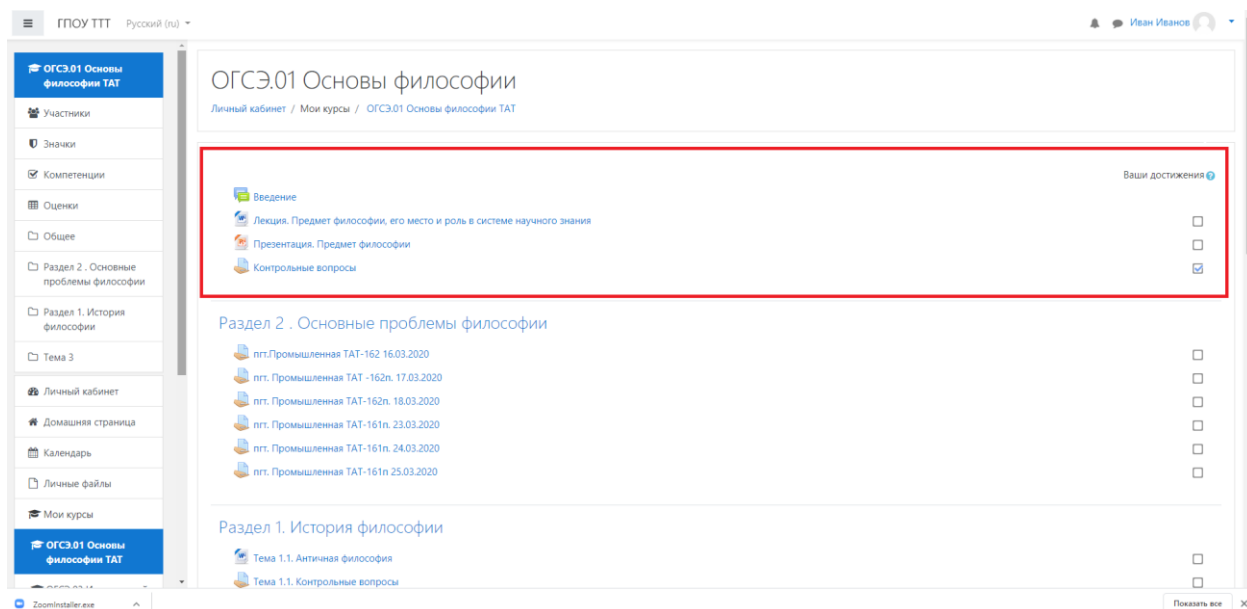 ГПОУ ТТТ Русский (ru)
Иван Иванов
ОГСЭ.01 Основы
философии ТАТ
Участники
Значки
Компетенции
Оценки
Общее
Раздел 2 . Основные
проблемы философии
Раздел 1. История
философии
Тема 3
Личный кабинет
Домашняя страница
Календарь
Личные файлы
Мои курсы
ОГСЭ.01 Основы
философии ТАТ
ОГСЭ.01 Основы философии
Личный кабинет / Мои курсы / ОГСЭ.01 Основы философии ТАТ
Ваши достижения
Введение
Лекция. Предмет философии, его место и роль в системе научного знания
Презентация. Предмет философии
Контрольные вопросы
Раздел 2 . Основные проблемы философии
пгт.Промышленная ТАТ-162 16.03.2020
пгт. Промышленная ТАТ -162п. 17.03.2020
пгт. Промышленная ТАТ-162п. 18.03.2020
пгт. Промышленная ТАТ-161п. 23.03.2020
пгт. Промышленная ТАТ-161п. 24.03.2020
пгт. Промышленная ТАТ-161п 25.03.2020
Раздел 1. История философии
Тема 1.1. Античная философия
Тема 1.1. Контрольные вопросы
ZoomInstaller.exe
Показать все